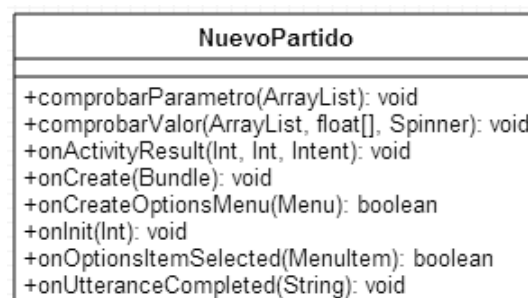 NuevoPartido
+comprobarParametro(ArrayList): void
+comprobarValor(ArrayList, float[], Spinner): void
+onActivityResult(Int, Int, Intent): void
+onCreate(Bundle): void
+onCreateOptionsMenu(Menu): boolean
+onInit(Int): void
+onOptionsItemSelected(MenuItem): boolean
+onUtteranceCompleted(String): void